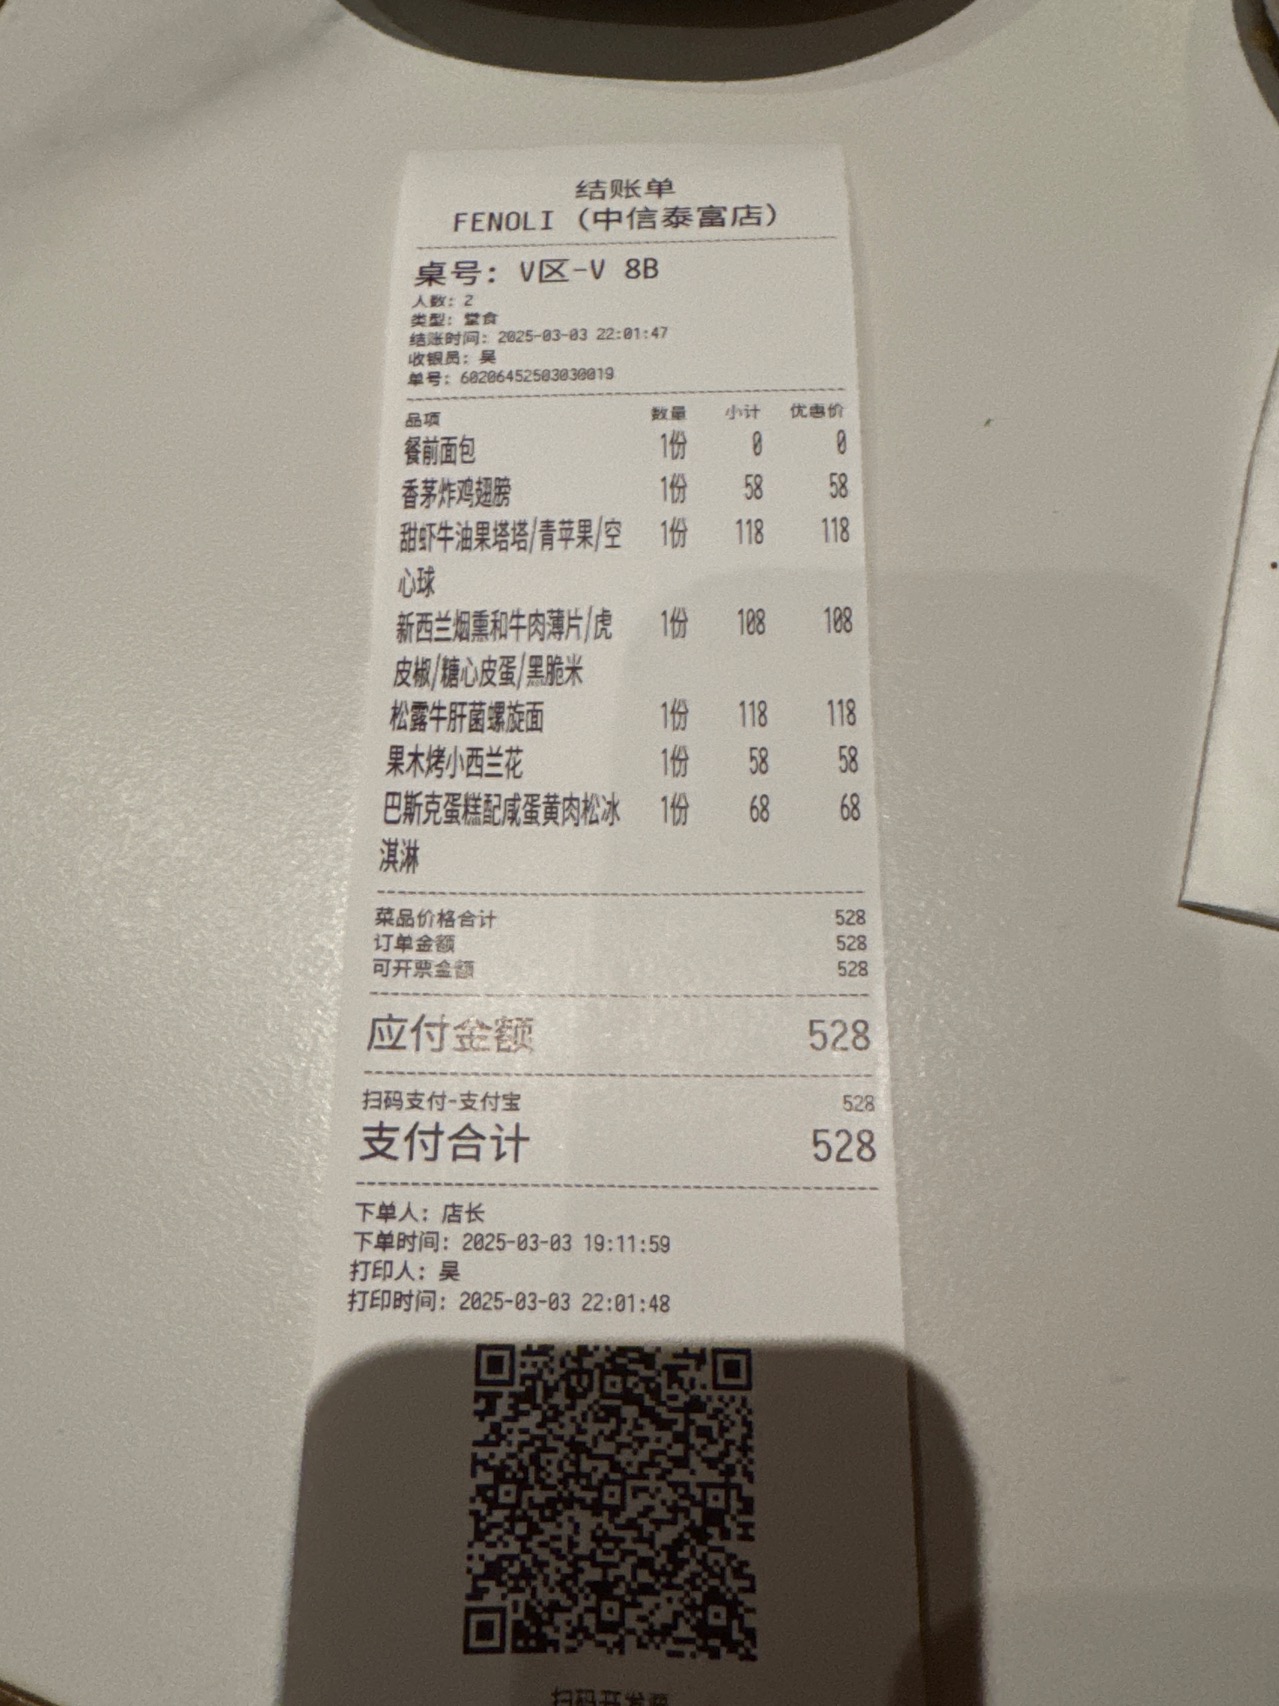 结账单
FENOLI (中信泰富店)
桌号: V区-V 8B
人数: 2
类型: 堂食
结账时间: 2025-03-03 22:01:47
收银员: 吴
单号: 60206452503030019
品项 数量 小计 优惠价
餐前面包 1份 0 0
香茅炸鸡翅膀 1份 58 58
甜虾牛油果塔塔/青苹果/空 1份 118 118
心球
新西兰烟熏和牛肉薄片/虎 1份 108 108
皮椒/糖心皮蛋/黑脆米
松露牛肝菌螺旋面 1份 118 118
果木烤小西兰花 1份 58 58
巴斯克蛋糕配咸蛋黄肉松冰 1份 68 68
淇淋
菜品价格合计 528
订单金额 528
可开票金额 528
应付金额 528
扫码支付-支付宝 528
支付合计 528
下单人: 店长
下单时间: 2025-03-03 19:11:59
打印人: 吴
打印时间: 2025-03-03 22:01:48
扫码开发票